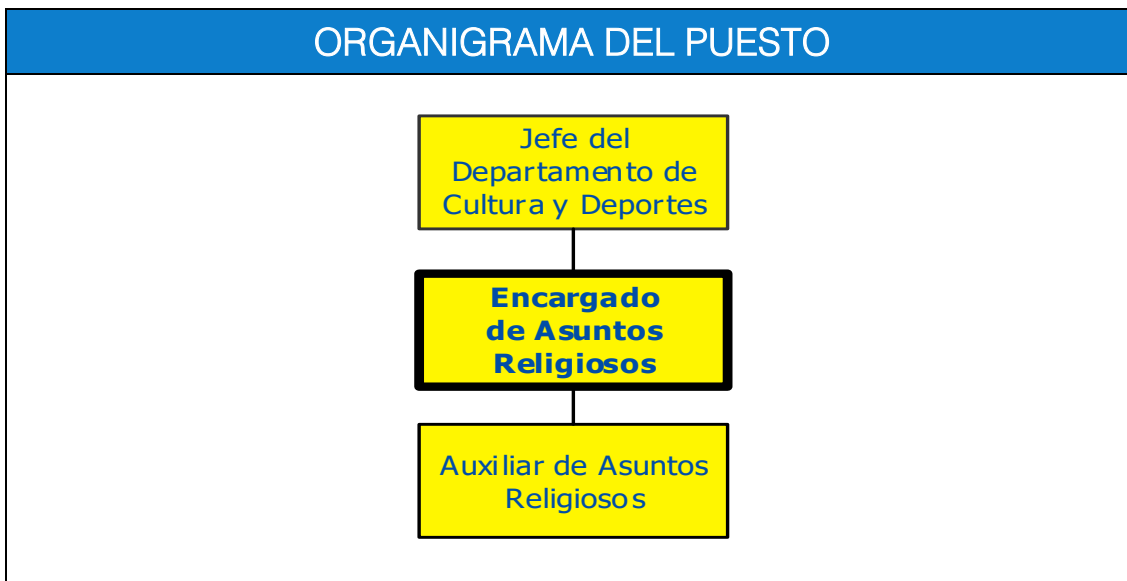 ORGANIGRAMA DEL PUESTO
Jefe del
Departamento de
Cultura y Deportes
Encargado
de Asuntos
Religiosos
Auxiliar de Asuntos
Religiosos